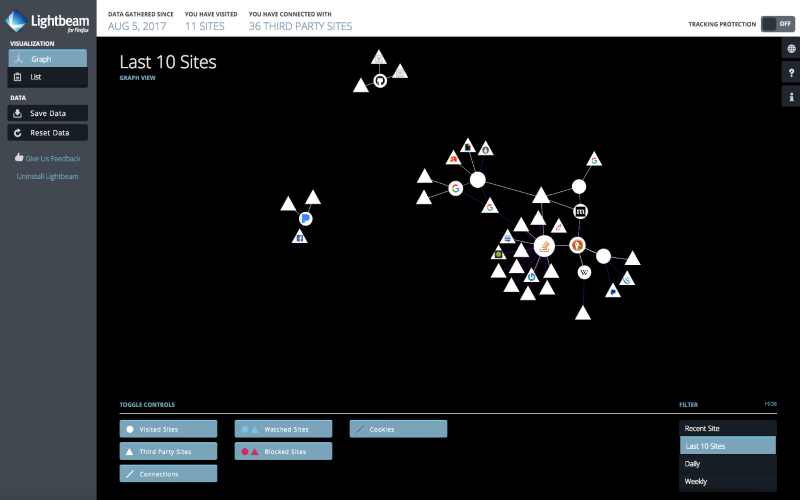 Lightbeam
for Firefox
DATA GATHERED SINCE
AUG 5, 2017
YOU HAVE VISITED
11 SITES
YOU HAVE CONNECTED WITH
36 THIRD PARTY SITES
TRACKING PROTECTION
OFF
VISUALIZATION
Graph
List
DATA
Save Data
Reset Data
Give Us Feedback
Uninstall Lightbeam
Last 10 Sites
GRAPH VIEW
TOGGLE CONTROLS
Visited Sites
Watched Sites
Cookies
Third Party Sites
Blocked Sites
Connections
FILTER
Hide
Recent Site
Last 10 Sites
Daily
Weekly